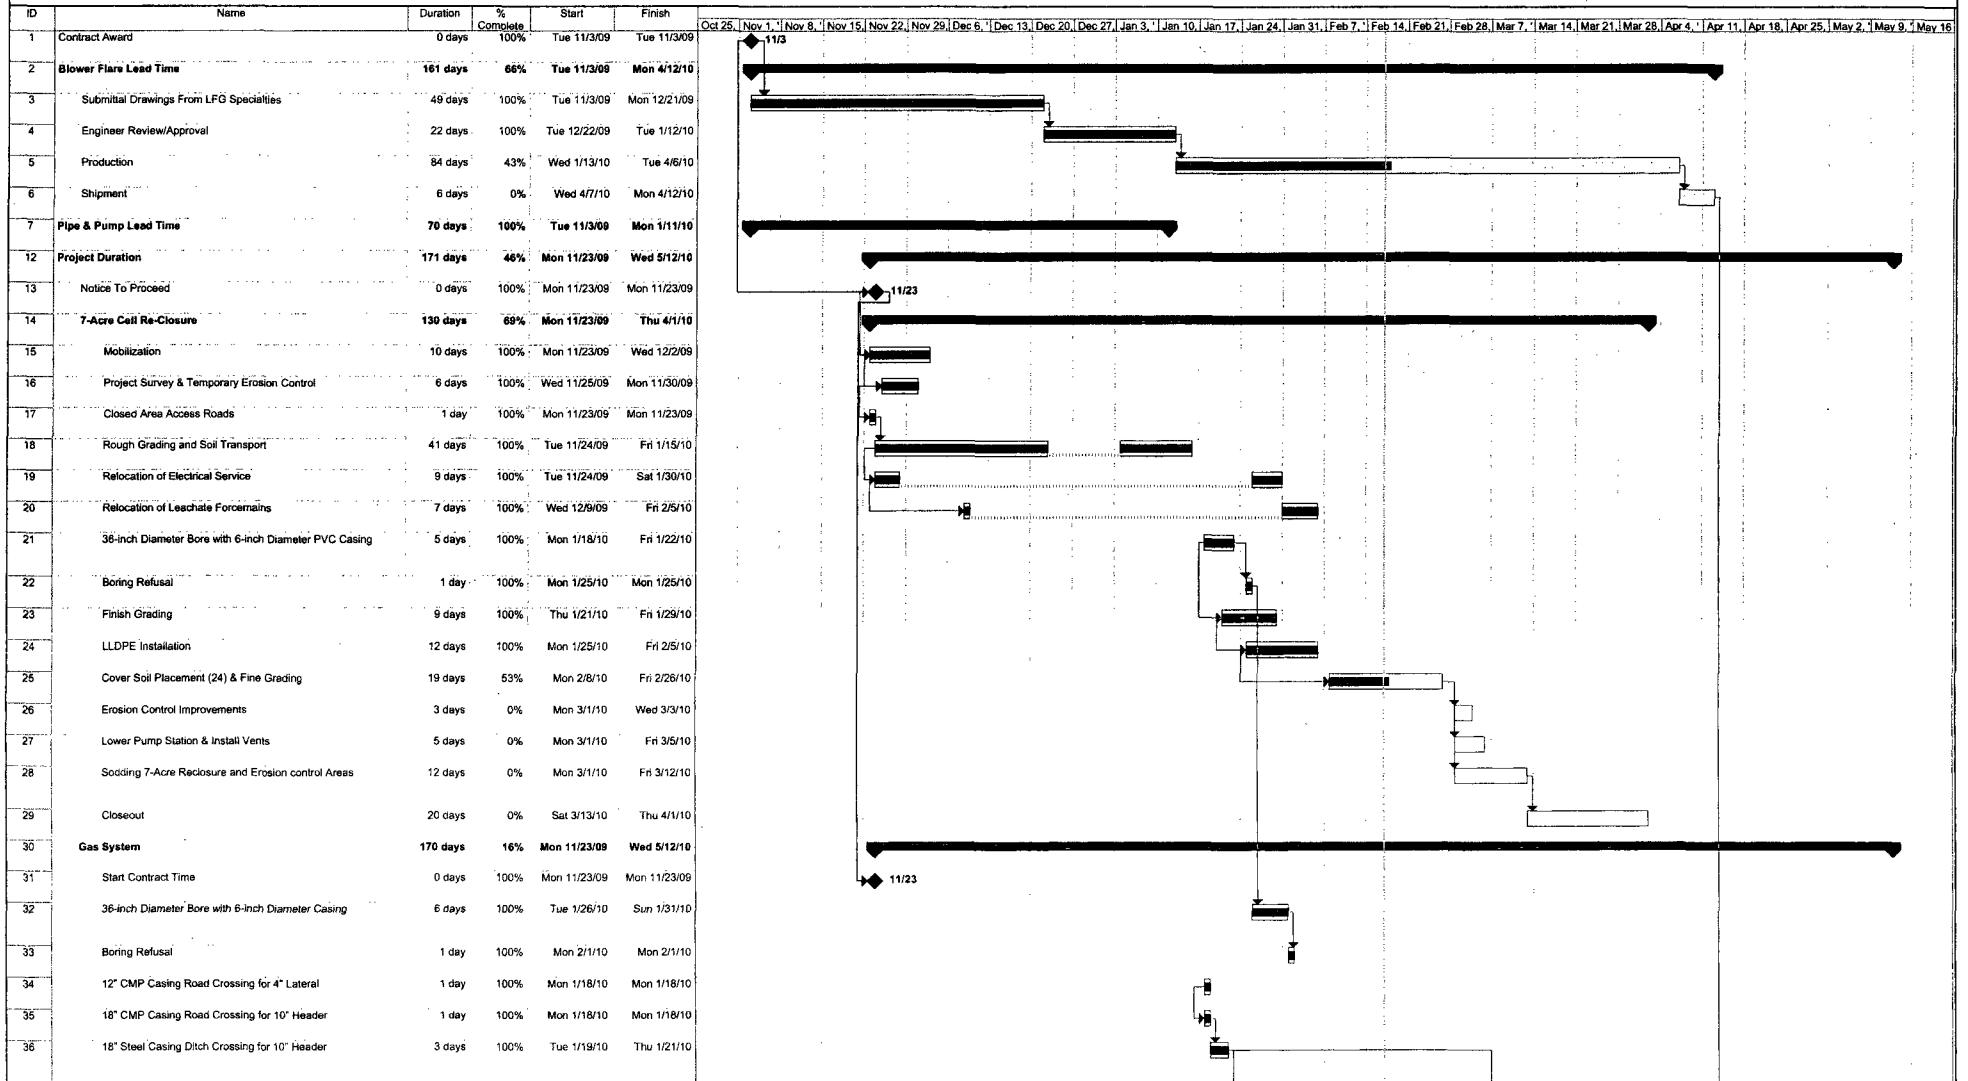 ID Name Duration % Complete Start Finish Oct 25, Nov 1, ' Nov 8, ' Nov 15, Nov 22, Nov 29, Dec 6, ' Dec 13, Dec 20, Dec 27, Jan 3, ' Jan 10, Jan 17, Jan 24, Jan 31, Feb 7, ' Feb 14, Feb 21, Feb 28, Mar 7, ' Mar 14, Mar 21, Mar 28, Apr 4, ' Apr 11, Apr 18, Apr 25, May 2, ' May 9, ' May 16
1 Contract Award 0 days 100% Tue 11/3/09 Tue 11/3/09 11/3
2 Blower Flare Lead Time 161 days 66% Tue 11/3/09 Mon 4/12/10
3 Submittal Drawings From LFG Specialties 49 days 100% Tue 11/3/09 Mon 12/21/09
4 Engineer Review/Approval 22 days 100% Tue 12/22/09 Tue 1/12/10
5 Production 84 days 43% Wed 1/13/10 Tue 4/6/10
6 Shipment 6 days 0% Wed 4/7/10 Mon 4/12/10
7 Pipe & Pump Lead Time 70 days 100% Tue 11/3/09 Mon 1/11/10
12 Project Duration 171 days 46% Mon 11/23/09 Wed 5/12/10
13 Notice To Proceed 0 days 100% Mon 11/23/09 Mon 11/23/09 11/23
14 7-Acre Cell Re-Closure 130 days 69% Mon 11/23/09 Thu 4/1/10
15 Mobilization 10 days 100% Mon 11/23/09 Wed 12/2/09
16 Project Survey & Temporary Erosion Control 6 days 100% Wed 11/25/09 Mon 11/30/09
17 Closed Area Access Roads 1 day 100% Mon 11/23/09 Mon 11/23/09
18 Rough Grading and Soil Transport 41 days 100% Tue 11/24/09 Fri 1/15/10
19 Relocation of Electrical Service 9 days 100% Tue 11/24/09 Sat 1/30/10
20 Relocation of Leachate Forcemains 7 days 100% Wed 12/9/09 Fri 2/5/10
21 36-inch Diameter Bore with 6-inch Diameter PVC Casing 5 days 100% Mon 1/18/10 Fri 1/22/10
22 Boring Refusal 1 day 100% Mon 1/25/10 Mon 1/25/10
23 Finish Grading 9 days 100% Thu 1/21/10 Fri 1/29/10
24 LLDPE Installation 12 days 100% Mon 1/25/10 Fri 2/5/10
25 Cover Soil Placement (24) & Fine Grading 19 days 53% Mon 2/8/10 Fri 2/26/10
26 Erosion Control Improvements 3 days 0% Mon 3/1/10 Wed 3/3/10
27 Lower Pump Station & Install Vents 5 days 0% Mon 3/1/10 Fri 3/5/10
28 Sodding 7-Acre Reclosure and Erosion control Areas 12 days 0% Mon 3/1/10 Fri 3/12/10
29 Closeout 20 days 0% Sat 3/13/10 Thu 4/1/10
30 Gas System 170 days 16% Mon 11/23/09 Wed 5/12/10
31 Start Contract Time 0 days 100% Mon 11/23/09 Mon 11/23/09 11/23
32 36-inch Diameter Bore with 6-inch Diameter Casing 6 days 100% Tue 1/26/10 Sun 1/31/10
33 Boring Refusal 1 day 100% Mon 2/1/10 Mon 2/1/10
34 12" CMP Casing Road Crossing for 4" Lateral 1 day 100% Mon 1/18/10 Mon 1/18/10
35 18" CMP Casing Road Crossing for 10" Header 1 day 100% Mon 1/18/10 Mon 1/18/10
36 18" Steel Casing Ditch Crossing for 10" Header 3 days 100% Tue 1/19/10 Thu 1/21/10